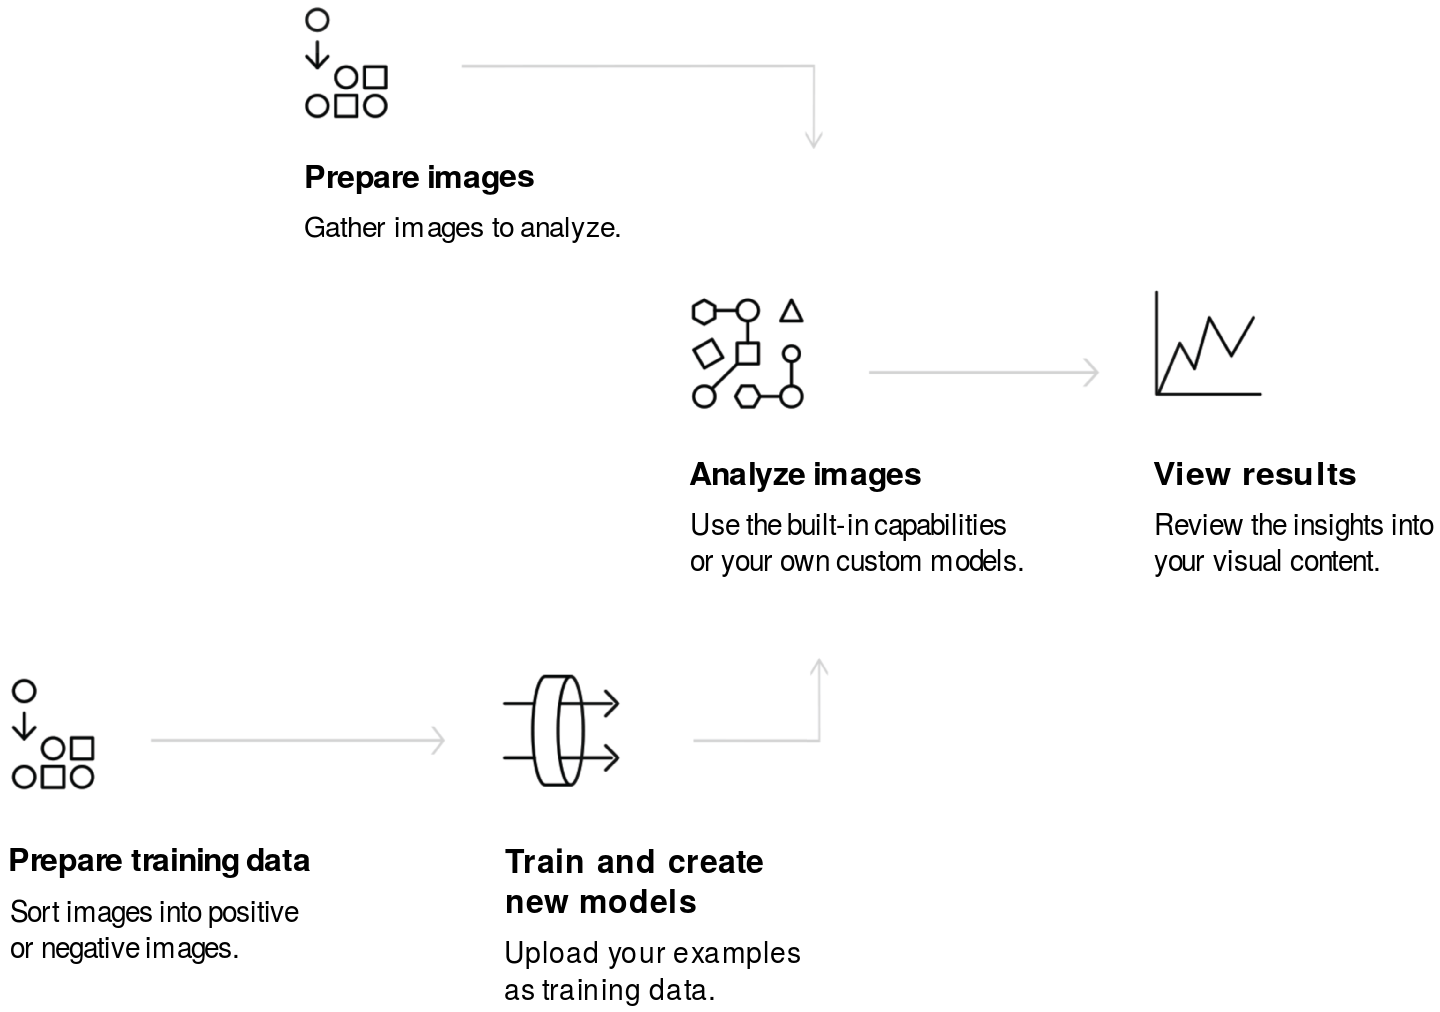 Prepare images
Gather images to analyze.
Analyze images
Use the built-in capabilities
or your own custom models.
View results
Review the insights into
your visual content.
Prepare training data
Sort images into positive
or negative images.
Train and create
new models
Upload your examples
as training data.